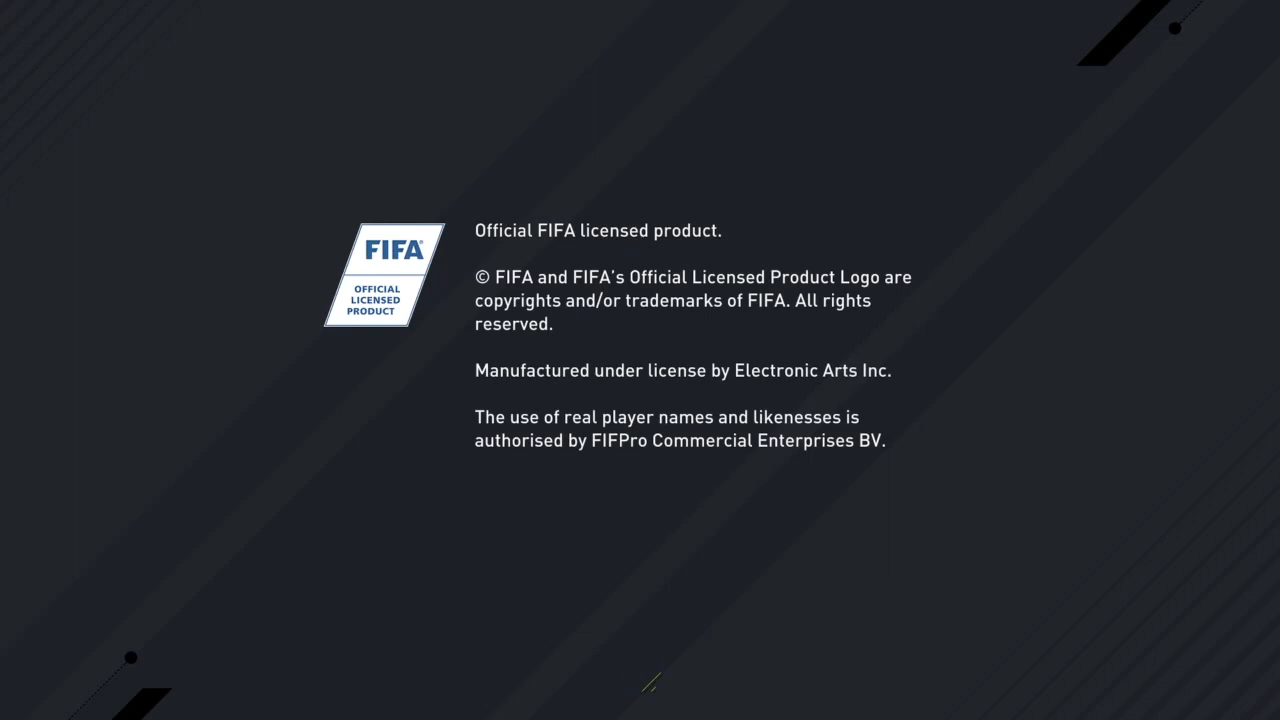 FIFA
OFFICIAL
LICENSED
PRODUCT
Official FIFA licensed product.
© FIFA and FIFA's Official Licensed Product Logo are
copyrights and/or trademarks of FIFA. All rights
reserved.
Manufactured under license by Electronic Arts Inc.
The use of real player names and likenesses is
authorised by FIFPro Commercial Enterprises BV.